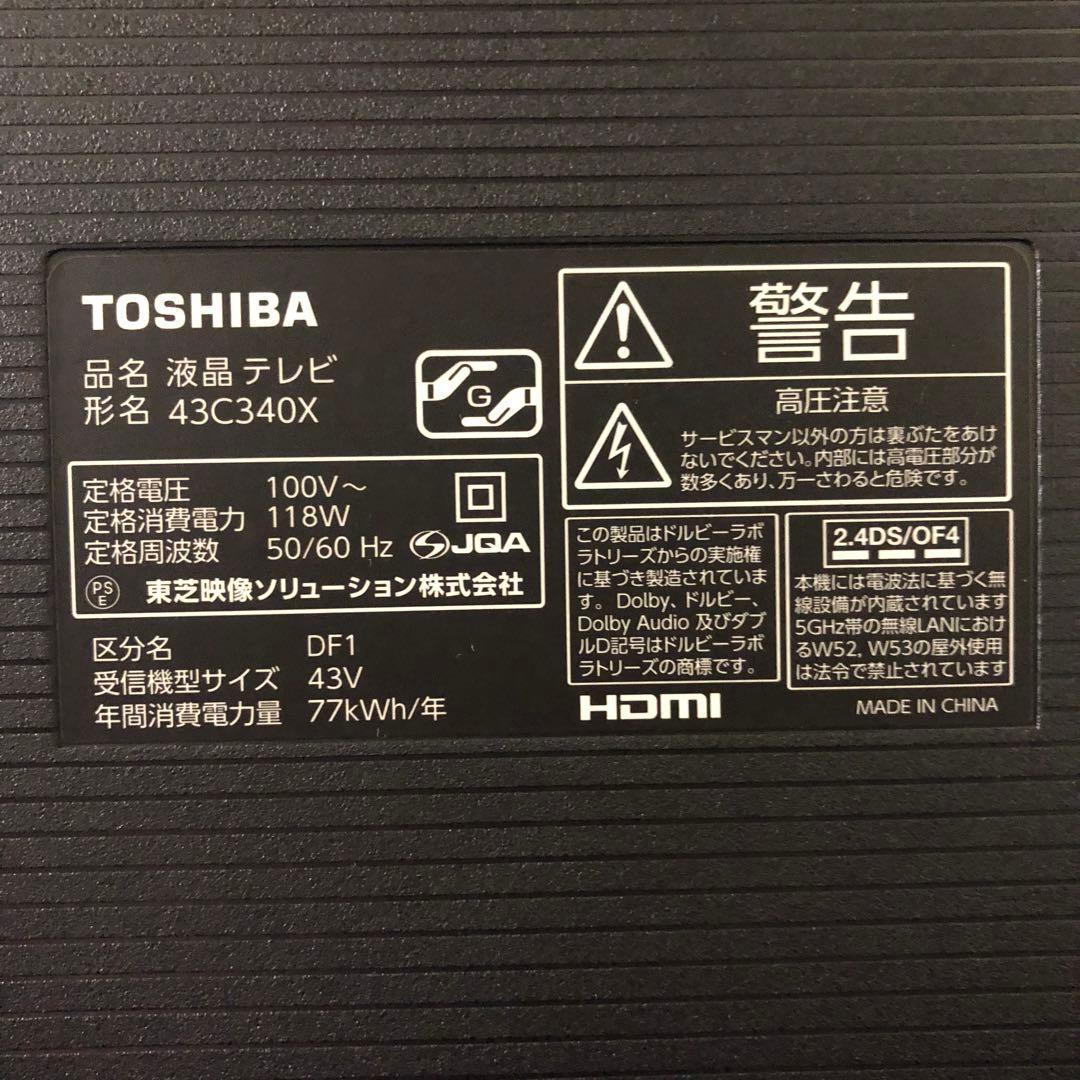 TOSHIBA
品名 液晶テレビ
形名 43C340X
G
定格電圧 100V～
定格消費電力 118W
定格周波数 50/60 Hz
JQA
PS
E
東芝映像ソリューション株式会社
区分名 DF1
受信機型サイズ 43V
年間消費電力量 77kWh/年
警告
高圧注意
サービスマン以外の方は裏ぶたをあけ
ないでください。内部には高電圧部分が
数多くあり、万一さわると危険です。
この製品はドルビーラボ
ラトリーズからの実施権
に基づき製造されていま
す。Dolby、ドルビー、
Dolby Audio 及びダブ
ルD記号はドルビーラボ
ラトリーズの商標です。
2.4DS/OF4
本機には電波法に基づく無
線設備が内蔵されています
5GHz帯の無線LANにおけ
るW52, W53の屋外使用
は法令で禁止されています
HDMI
MADE IN CHINA